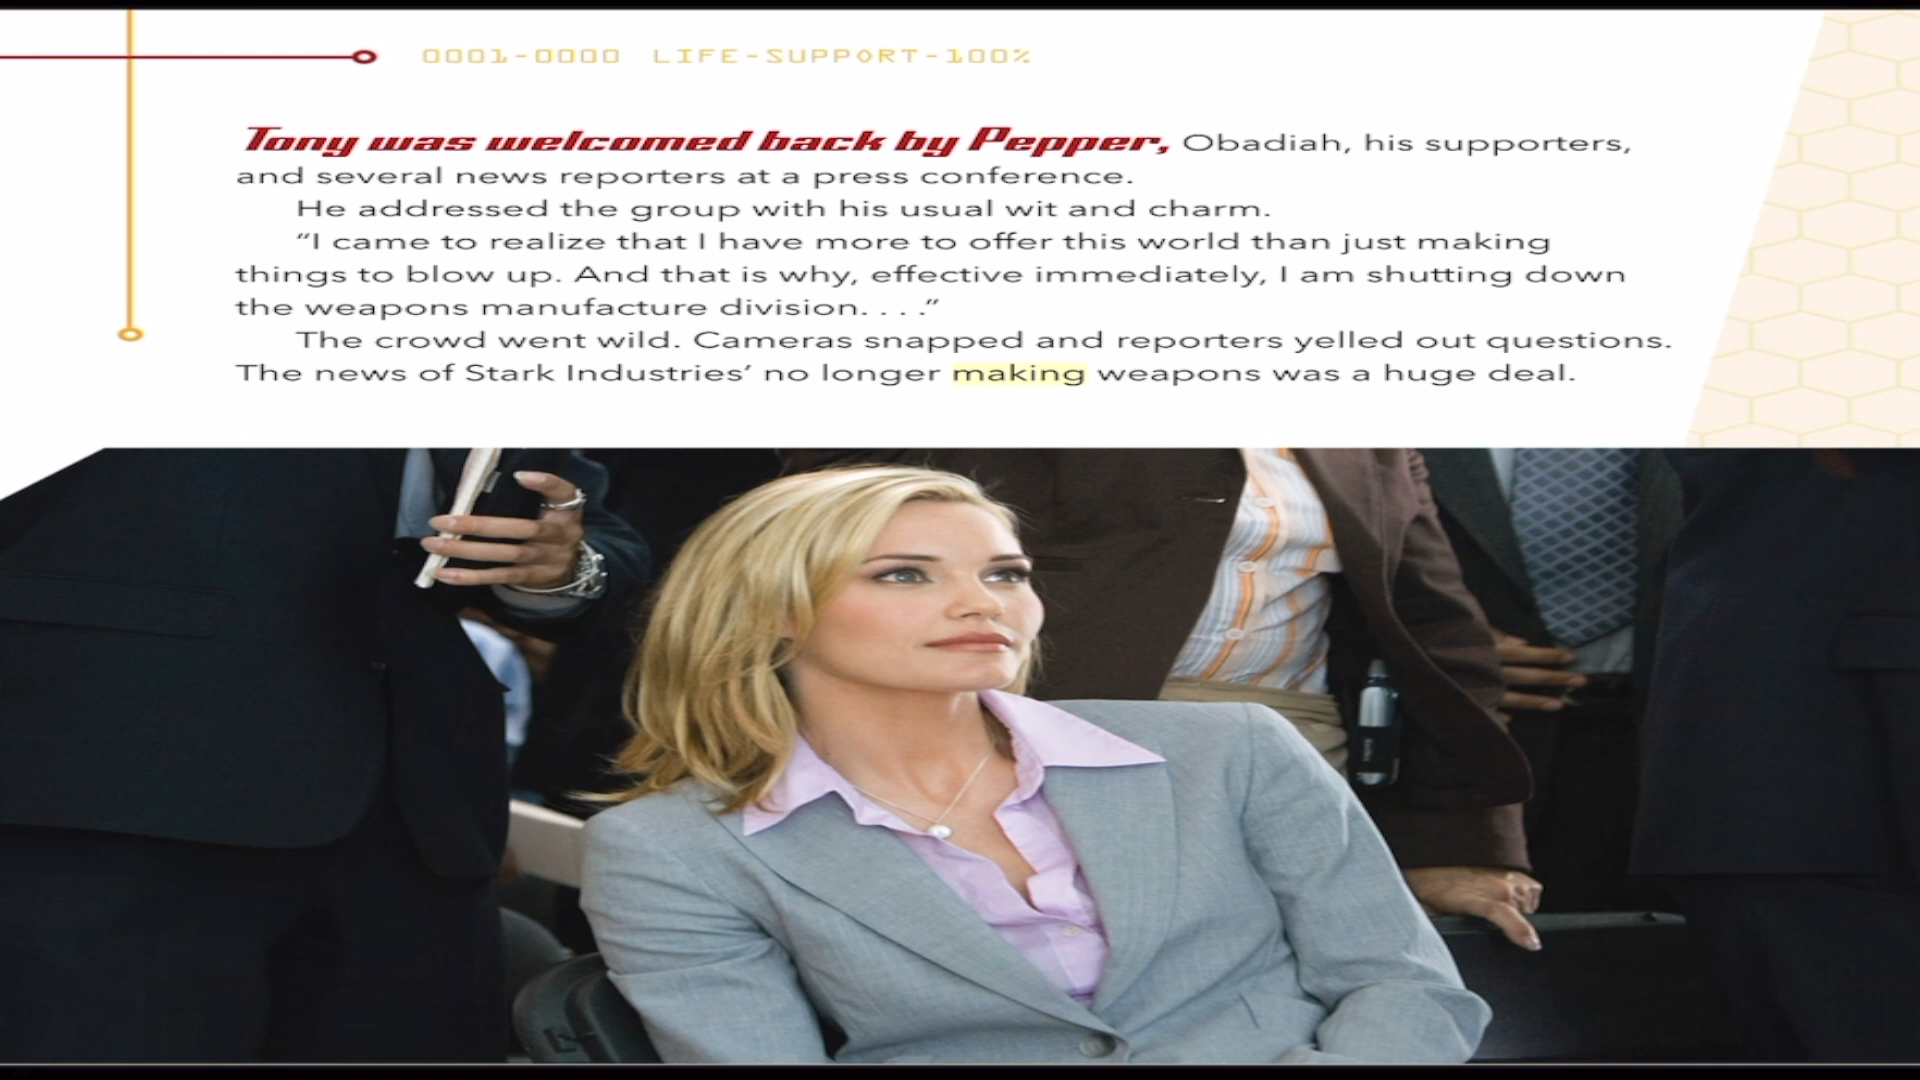 0001-0000 LIFE-SUPPORT-100%
Tony was welcomed back by Pepper, Obadiah, his supporters,
and several news reporters at a press conference.
He addressed the group with his usual wit and charm.
“I came to realize that I have more to offer this world than just making
things to blow up. And that is why, effective immediately, I am shutting down
the weapons manufacture division. . . .”
The crowd went wild. Cameras snapped and reporters yelled out questions.
The news of Stark Industries’ no longer making weapons was a huge deal.